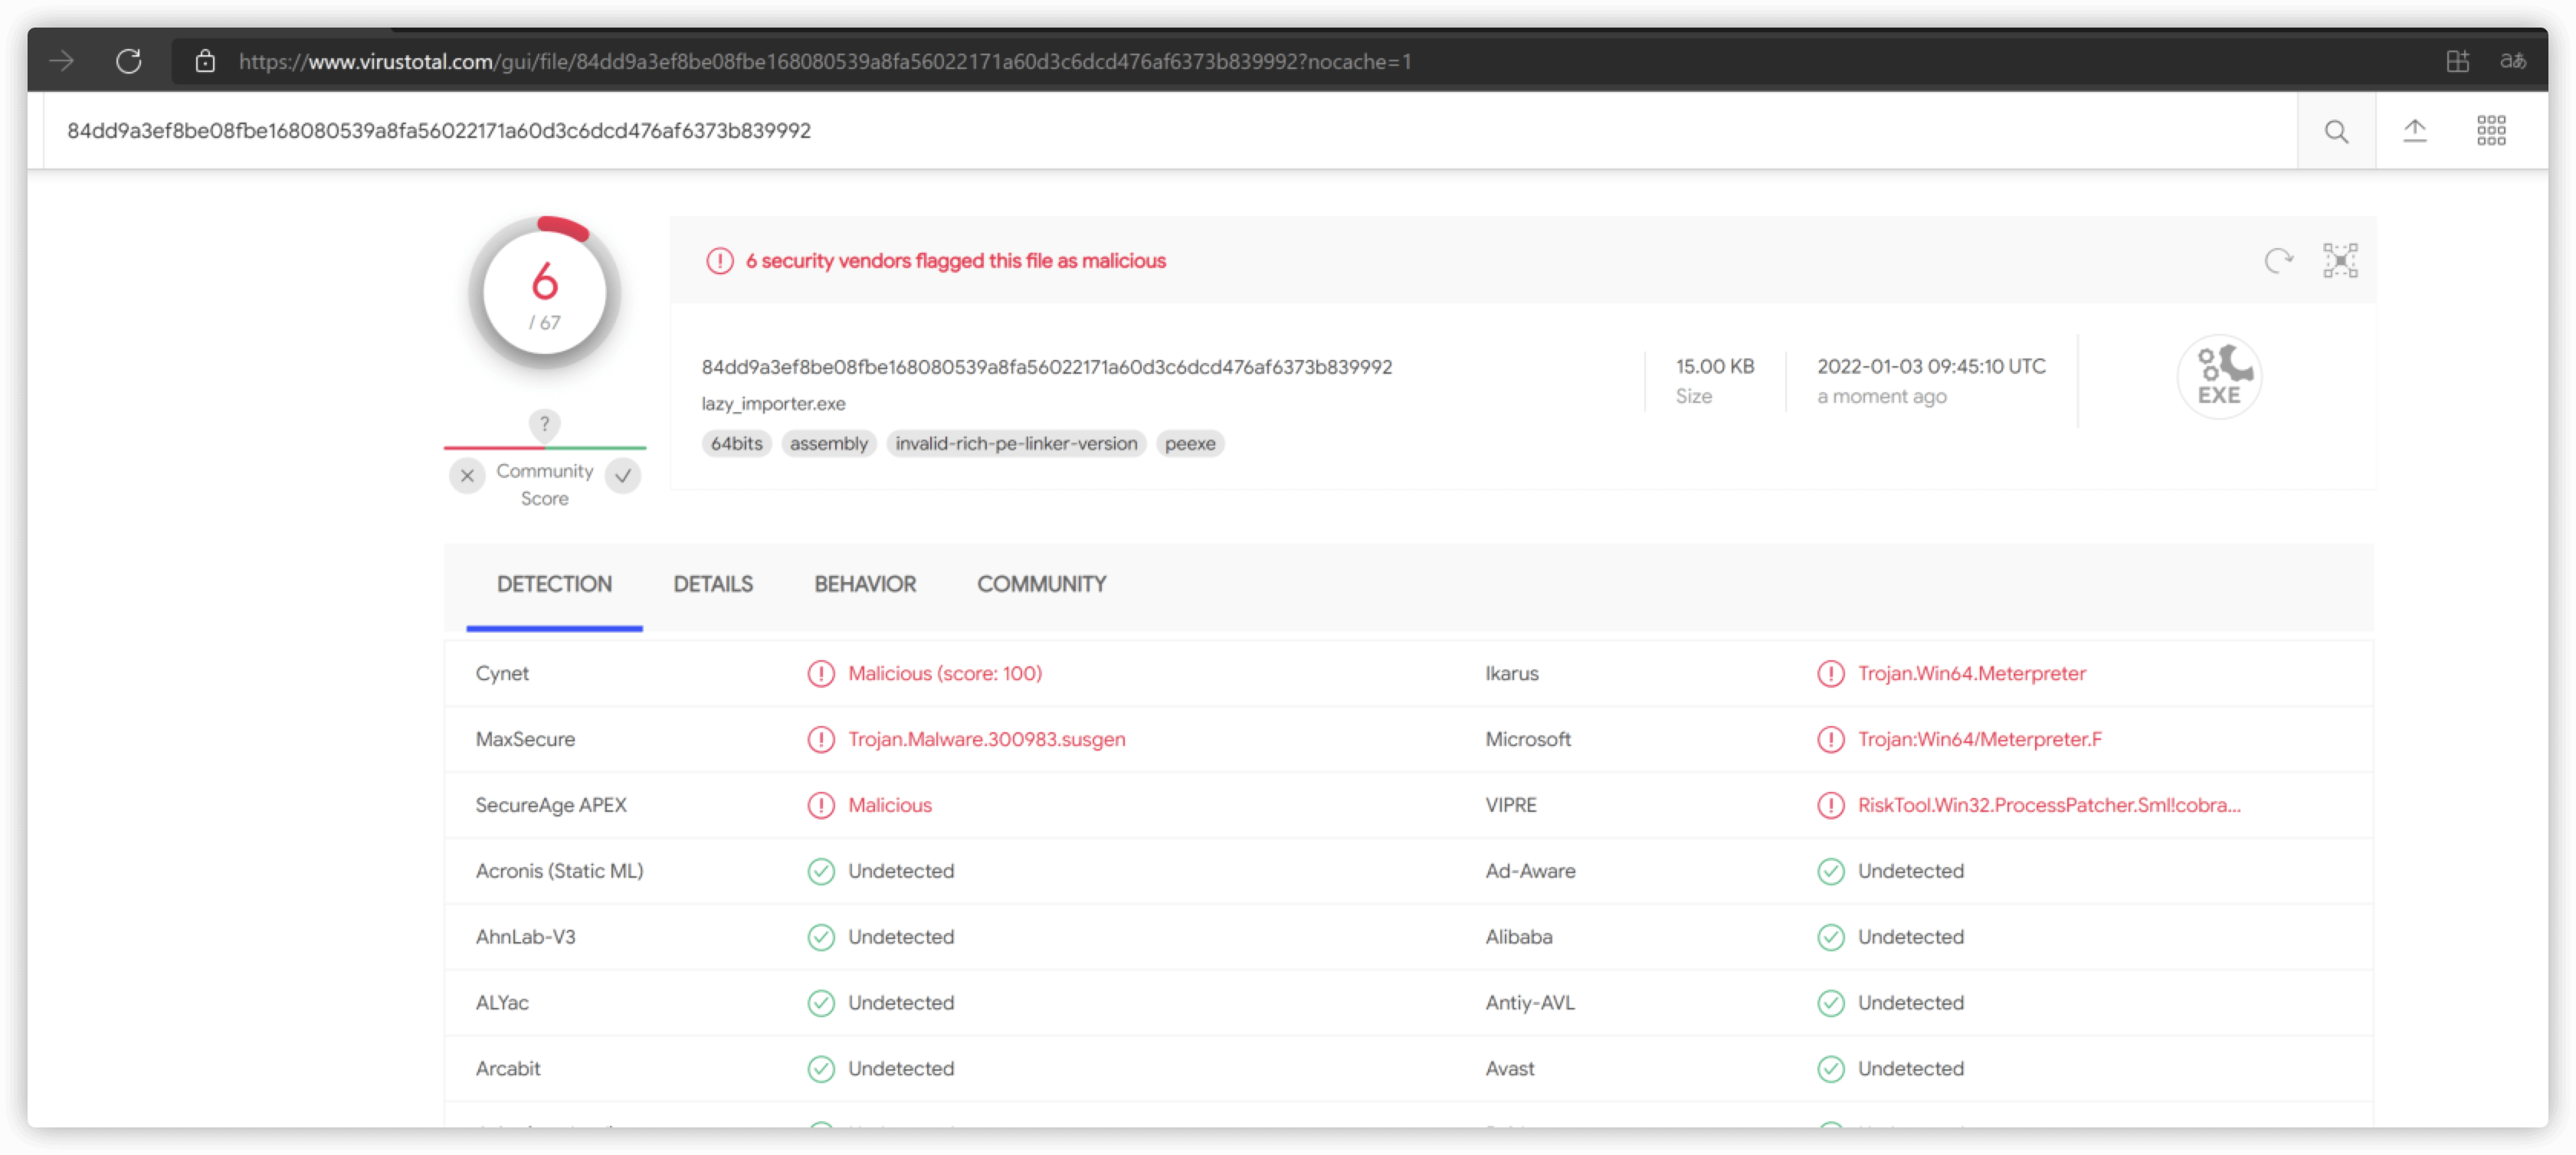 https://www.virustotal.com/gui/file/84dd9a3ef8be08fbe168080539a8fa56022171a60d3c6dcd476af6373b839992?nocache=1
aあ
84dd9a3ef8be08fbe168080539a8fa56022171a60d3c6dcd476af6373b839992
6
/ 67
6 security vendors flagged this file as malicious
84dd9a3ef8be08fbe168080539a8fa56022171a60d3c6dcd476af6373b839992
lazy_importer.exe
64bits assembly invalid-rich-pe-linker-version peexe
15.00 KB
Size
2022-01-03 09:45:10 UTC
a moment ago
EXE
?
Community
Score
DETECTION DETAILS BEHAVIOR COMMUNITY
Cynet Malicious (score: 100) Ikarus Trojan.Win64.Meterpreter
MaxSecure Trojan.Malware.300983.susgen Microsoft Trojan:Win64/Meterpreter.F
SecureAge APEX Malicious VIPRE RiskTool.Win32.ProcessPatcher.Sml!cobra...
Acronis (Static ML) Undetected Ad-Aware Undetected
AhnLab-V3 Undetected Alibaba Undetected
ALYac Undetected Antiy-AVL Undetected
Arcabit Undetected Avast Undetected